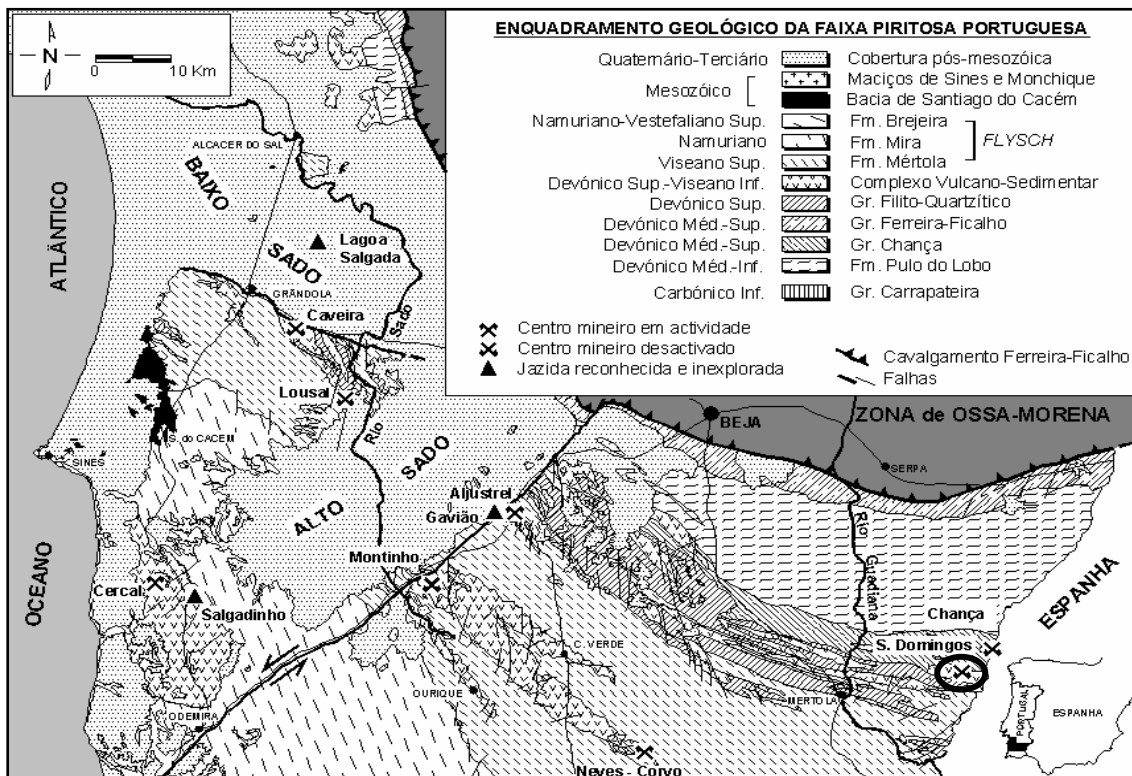 N
0 10 Km
ENQUADRAMENTO GEOLÓGICO DA FAIXA PIRITOSA PORTUGUESA
Quaternário-Terciário Cobertura pós-mesozóica
Mesozóico Maciços de Sines e Monchique
Bacia de Santiago do Cacém
Namuriano-Vestefaliano Sup. Fm. Brejeira
Namuriano Fm. Mira
FLYSCH
Viseano Sup. Fm. Mértola
Devónico Sup.-Viseano Inf. Complexo Vulcano-Sedimentar
Devónico Sup. Gr. Filito-Quartzítico
Devónico Méd.-Sup. Gr. Ferreira-Ficalho
Devónico Méd.-Sup. Gr. Chança
Devónico Méd.-Inf. Fm. Pulo do Lobo
Carbónico Inf. Gr. Carrapateira
Centro mineiro em actividade
Centro mineiro desactivado
Jazida reconhecida e inexplorada
Cavalgamento Ferreira-Ficalho
Falhas
ALCACER DO SAL
BAIXO
SADO
ATLÂNTICO
Lagoa
Salgada
GRÂNDOLA
Caveira
Sado
Lousal
Rio
ZONA de OSSA-MORENA
BEJA
SERPA
S. do CACEM
SINES
SADO
ALTO
Aljustrel
Gavião
Montinho
Rio
Guadiana
OCEANO
Cercal
Salgadinho
Chança
ESPANHA
S. Domingos
C. VERDE
OURIQUE
MERTOLA
ODEMIRA
Neves - Corvo
PORTUGAL
ESPANHA